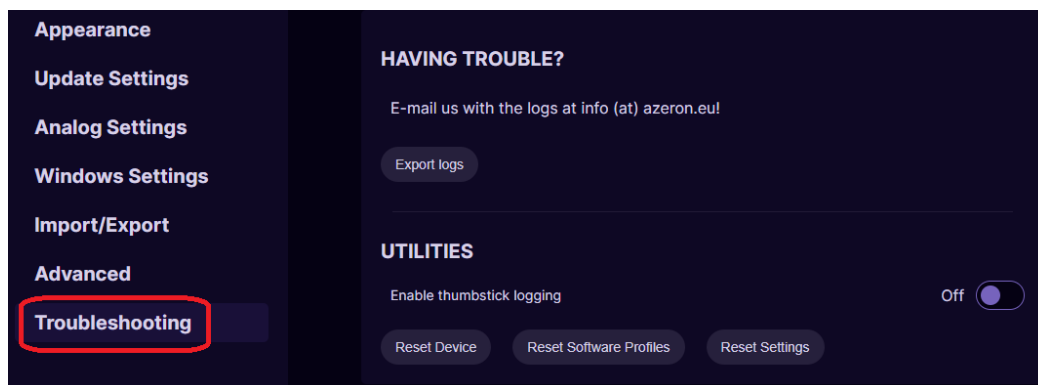 Appearance
Update Settings
Analog Settings
Windows Settings
Import/Export
Advanced
Troubleshooting
HAVING TROUBLE?
E-mail us with the logs at info (at) azeron.eu!
Export logs
UTILITIES
Enable thumbstick logging Off
Reset Device Reset Software Profiles Reset Settings